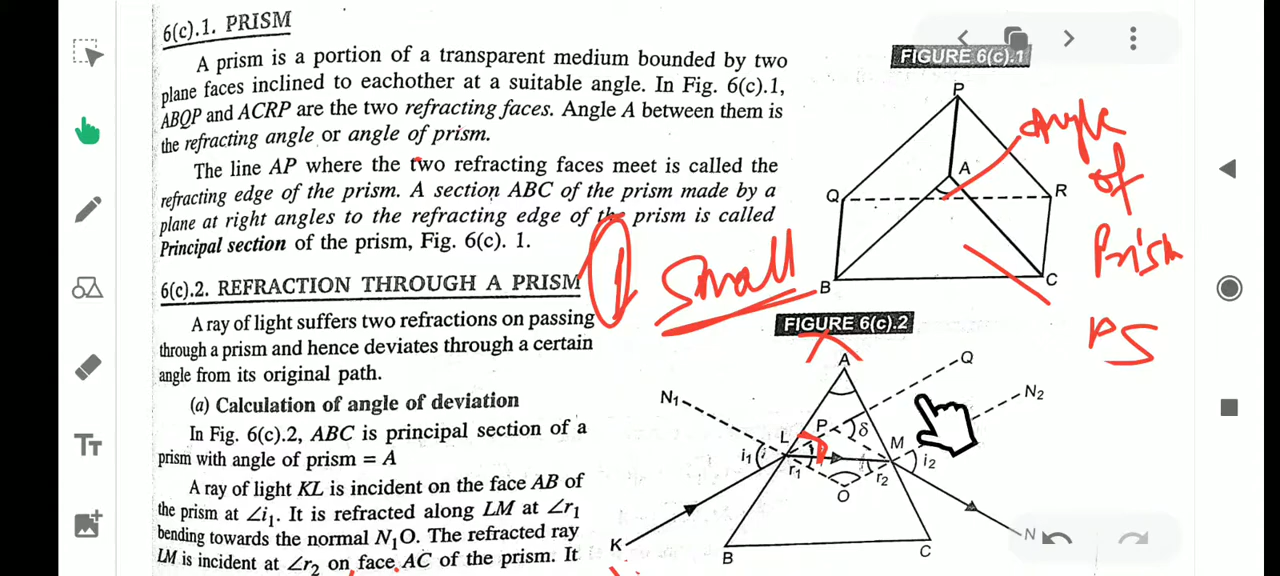 6(c).1. PRISM
A prism is a portion of a transparent medium bounded by two
plane faces inclined to eachother at a suitable angle. In Fig. 6(c).1,
ABQP and ACRP are the two refracting faces. Angle A between them is
the refracting angle or angle of prism.
The line AP where the two refracting faces meet is called the
refracting edge of the prism. A section ABC of the prism made by a
plane at right angles to the refracting edge of the prism is called
Principal section of the prism, Fig. 6(c). 1.
6(c).2. REFRACTION THROUGH A PRISM
A ray of light suffers two refractions on passing
through a prism and hence deviates through a certain
angle from its original path.
(a) Calculation of angle of deviation
In Fig. 6(c).2, ABC is principal section of a
prism with angle of prism = A
A ray of light KL is incident on the face AB of
the prism at ∠i₁. It is refracted along LM at ∠r₁
bending towards the normal N₁O. The refracted ray
LM is incident at ∠r₂ on face AC of the prism. It
FIGURE 6(c).1
P
A
Q
R
B
C
Angle
of
Prism
PS
Small
FIGURE 6(c).2
A
Q
N₁
N₂
P
δ
L
M
i₁
r₁
r₂
i₂
O
K
N
B
C
TT